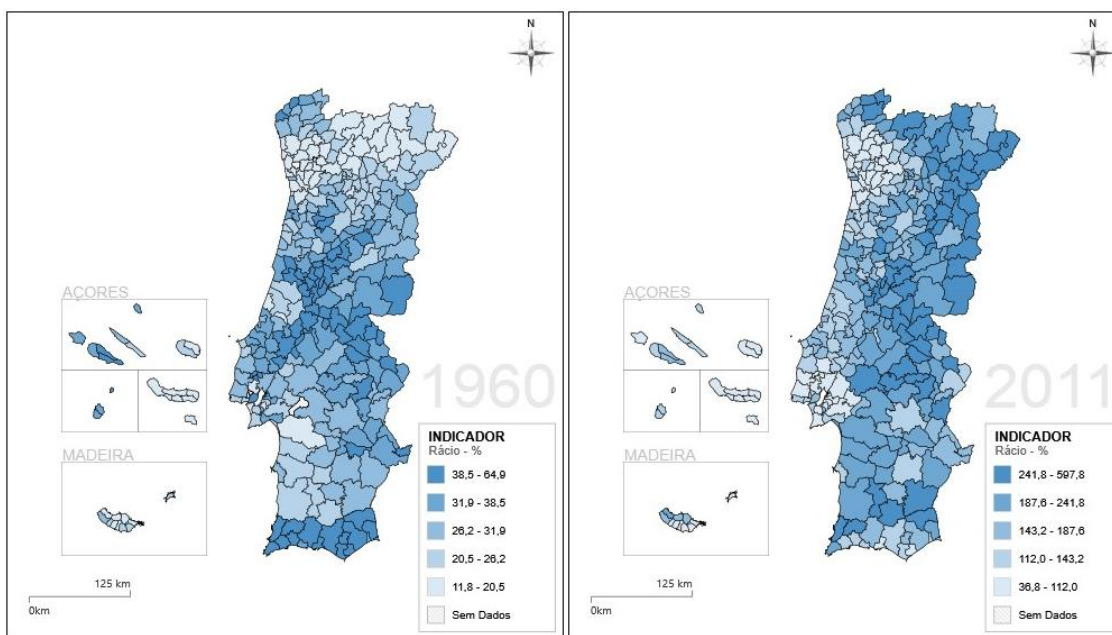 N
AÇORES
MADEIRA
1960
INDICADOR
Rácio - %
38,5 - 64,9
31,9 - 38,5
26,2 - 31,9
20,5 - 26,2
11,8 - 20,5
Sem Dados
125 km
0km
N
AÇORES
MADEIRA
2011
INDICADOR
Rácio - %
241,8 - 597,8
187,6 - 241,8
143,2 - 187,6
112,0 - 143,2
36,8 - 112,0
Sem Dados
125 km
0km